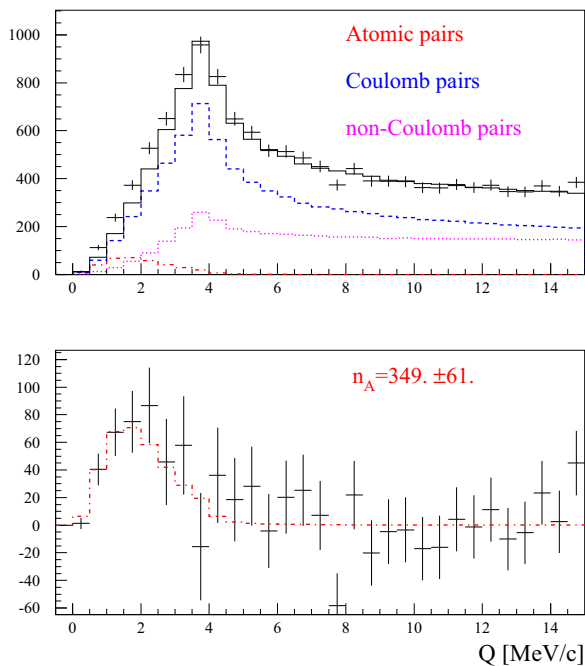 1000
Atomic pairs
800
Coulomb pairs
600
non-Coulomb pairs
400
200
0
0 2 4 6 8 10 12 14
120
n_A=349. ±61.
100
80
60
40
20
0
-20
-40
-60
0 2 4 6 8 10 12 14
Q [MeV/c]